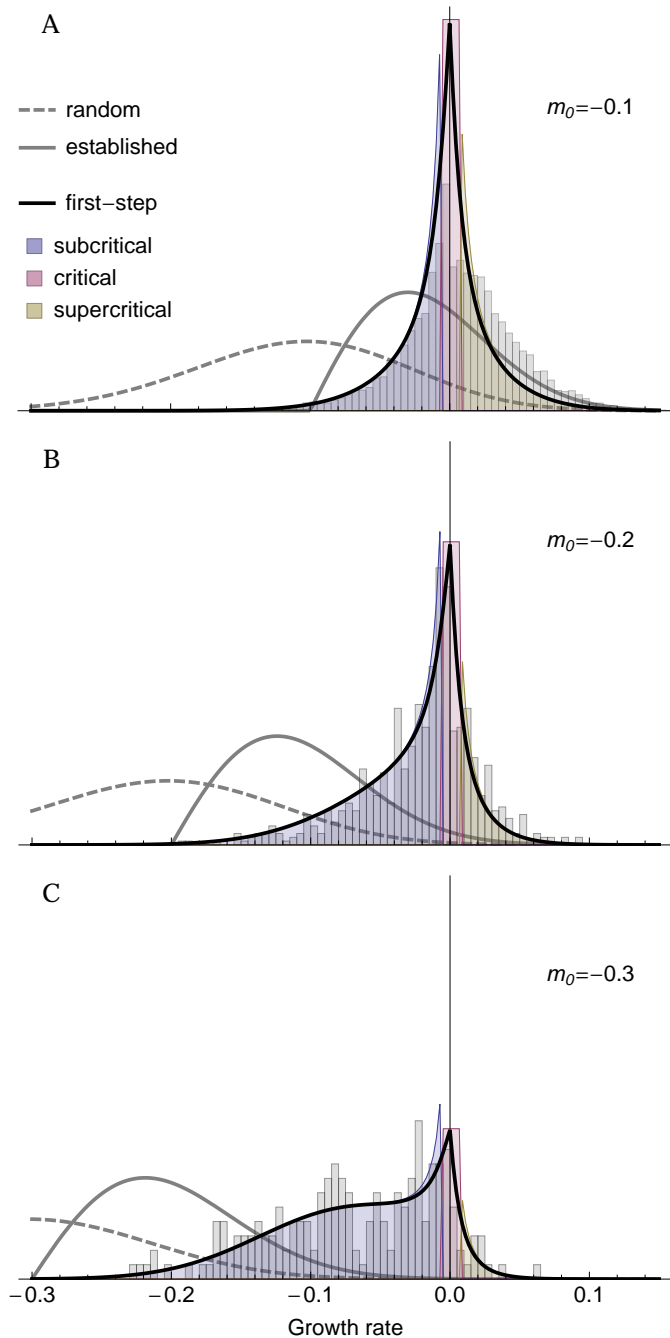 A
random
established
first−step
subcritical
critical
supercritical
m0=−0.1
B
m0=−0.2
C
m0=−0.3
−0.3 −0.2 −0.1 0.0 0.1
Growth rate